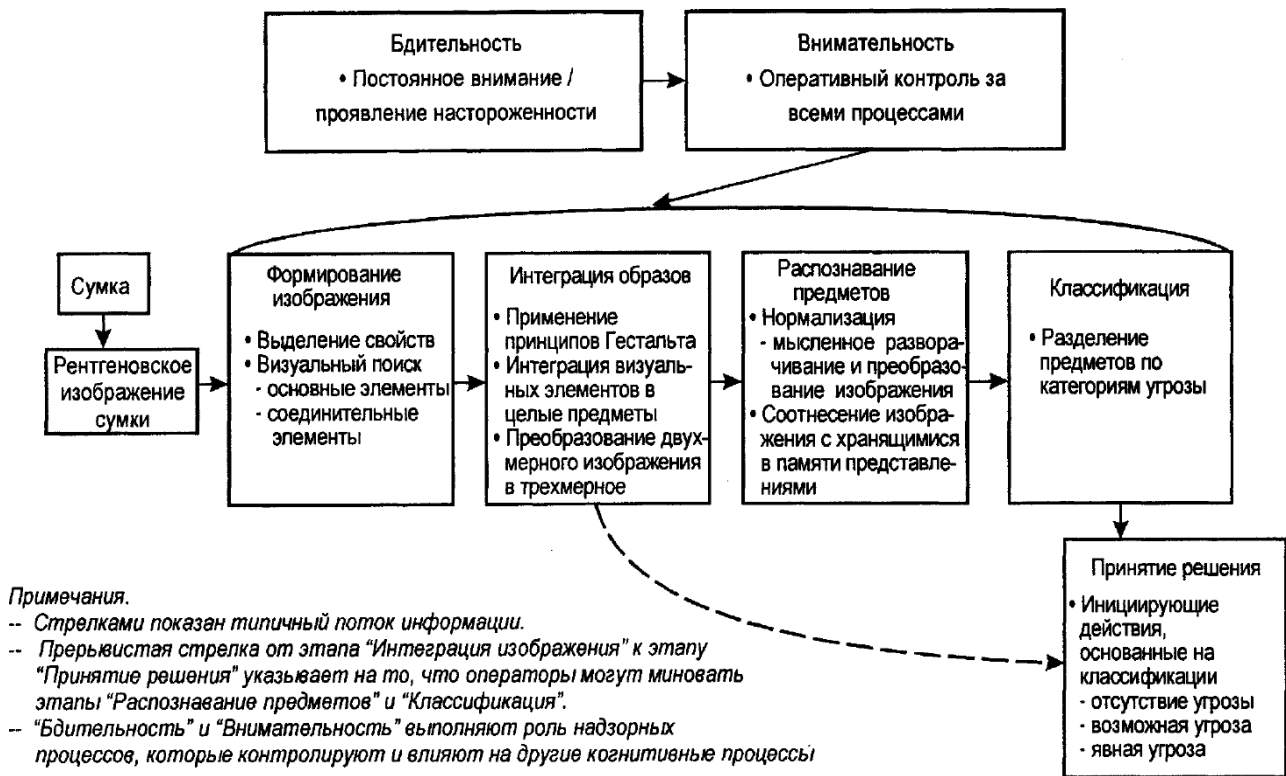 Бдительность
• Постоянное внимание /
проявление настороженности
Внимательность
• Оперативный контроль за
всеми процессами
Сумка
Рентгеновское
изображение
сумки
Формирование
изображения
• Выделение свойств
• Визуальный поиск
- основные элементы
- соединительные
элементы
Интеграция образов
• Применение
принципов Гестальта
• Интеграция визуаль-
ных элементов в
целые предметы
• Преобразование двух-
мерного изображения
в трехмерное
Распознавание
предметов
• Нормализация
- мысленное развора-
чивание и преобразо-
вание изображения
• Соотнесение изобра-
жения с хранящимися
в памяти представле-
ниями
Классификация
• Разделение
предметов по
категориям угрозы
Принятие решения
• Инициирующие
действия,
основанные на
классификации
- отсутствие угрозы
- возможная угроза
- явная угроза
Примечания.
-- Стрелками показан типичный поток информации.
-- Прерывистая стрелка от этапа “Интеграция изображения” к этапу
“Принятие решения” указывает на то, что операторы могут миновать
этапы “Распознавание предметов” и “Классификация”.
-- “Бдительность” и “Внимательность” выполняют роль надзорных
процессов, которые контролируют и влияют на другие когнитивные процессы